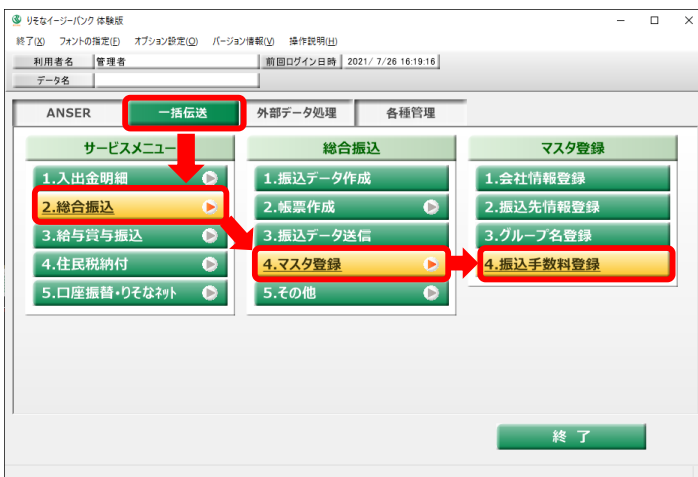 りそなイージーバンク 体験版
終了(X) フォントの指定(F) オプション設定(O) バージョン情報(V) 操作説明(H)
利用者名 管理者 前回ログイン日時 2021/ 7/26 16:19:16
データ名
ANSER 一括伝送 外部データ処理 各種管理
サービスメニュー
1.入出金明細
2.総合振込
3.給与賞与振込
4.住民税納付
5.口座振替・りそなネット
総合振込
1.振込データ作成
2.帳票作成
3.振込データ送信
4.マスタ登録
5.その他
マスタ登録
1.会社情報登録
2.振込先情報登録
3.グループ名登録
4.振込手数料登録
終 了